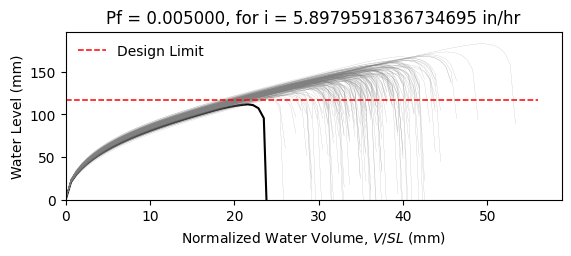 Pf = 0.005000, for i = 5.8979591836734695 in/hr
Design Limit
Water Level (mm)
150
100
50
0
0 10 20 30 40 50
Normalized Water Volume, V/SL (mm)